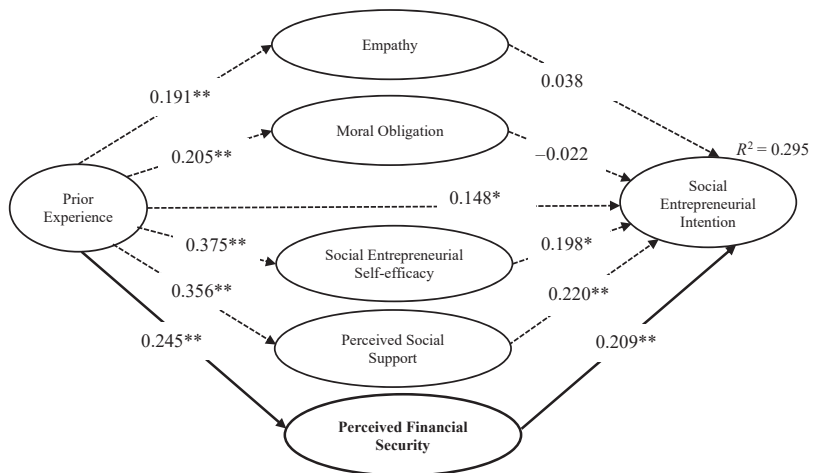 Empathy
0.191**
0.038
Moral Obligation
0.205**
–0.022
R² = 0.295
Prior
Experience
0.148*
Social
Entrepreneurial
Intention
0.375**
Social Entrepreneurial
Self-efficacy
0.198*
0.356**
0.220**
Perceived Social
Support
0.245**
0.209**
Perceived Financial
Security